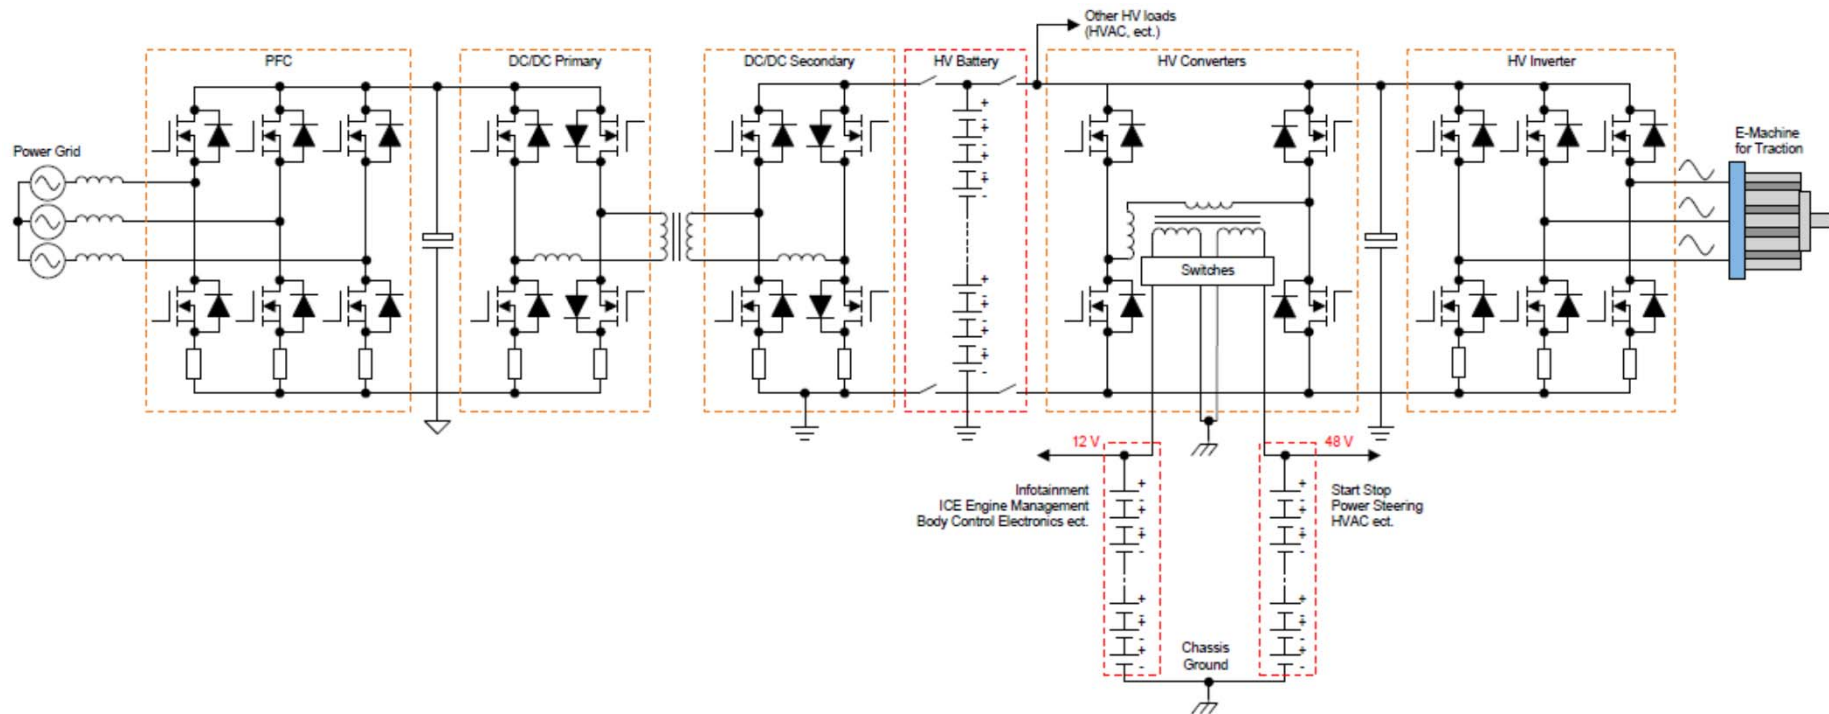 Other HV loads
(HVAC, ect.)
PFC
DC/DC Primary
DC/DC Secondary
HV Battery
HV Converters
HV Inverter
Power Grid
E-Machine
for Traction
Switches
12 V
48 V
Infotainment
ICE Engine Management
Body Control Electronics ect.
Start Stop
Power Steering
HVAC ect.
Chassis
Ground